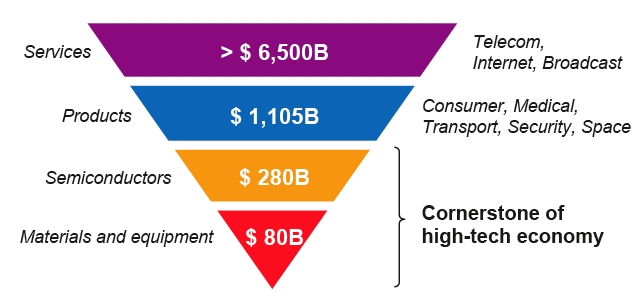 Services
> $ 6,500B
Telecom,
Internet, Broadcast
Products
$ 1,105B
Consumer, Medical,
Transport, Security, Space
Semiconductors
$ 280B
Materials and equipment
$ 80B
Cornerstone of
high-tech economy